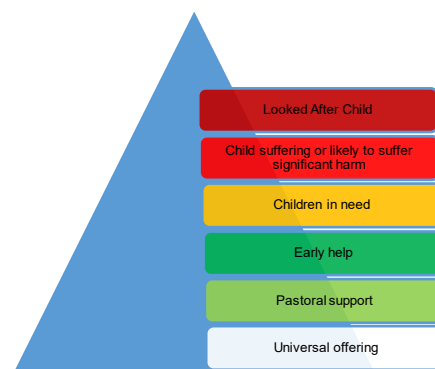 Looked After Child
Child suffering or likely to suffer
significant harm
Children in need
Early help
Pastoral support
Universal offering